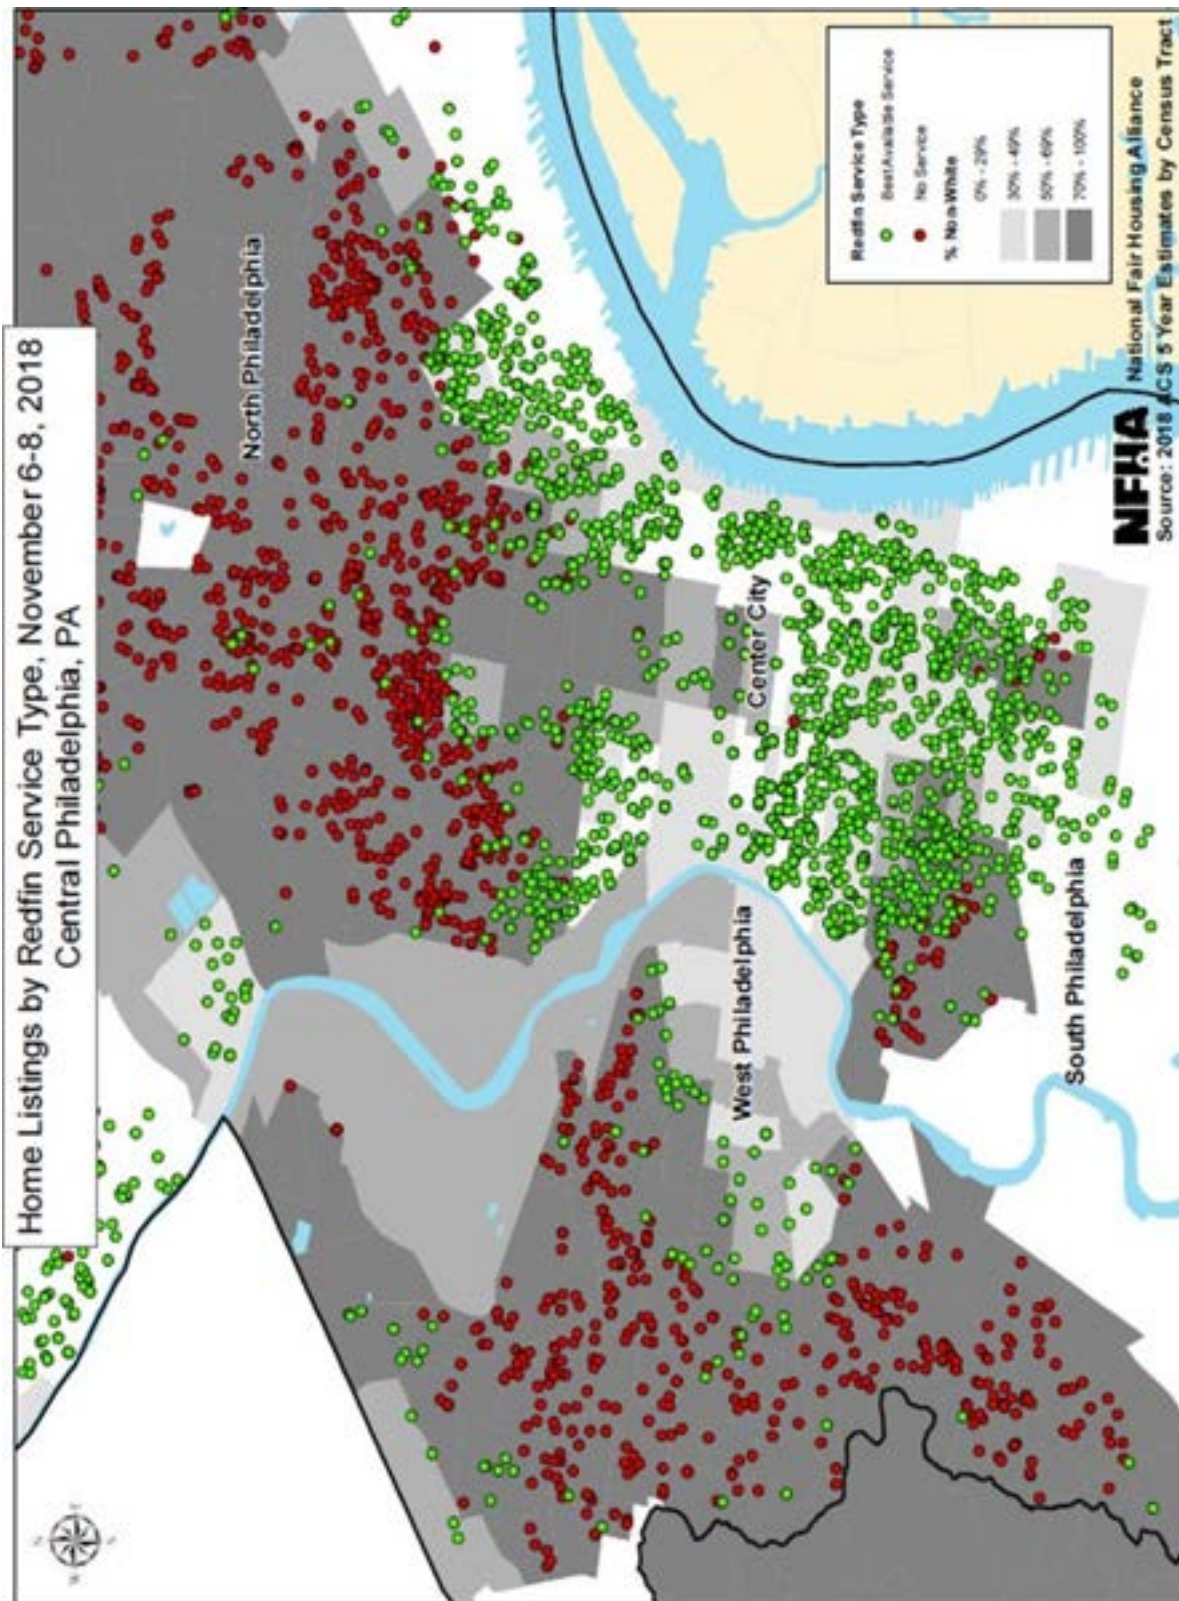 Home Listings by Redfin Service Type, November 6-8, 2018
Central Philadelphia, PA
North Philadelphia
Center City
West Philadelphia
South Philadelphia
Redfin Service Type
Best Available Service
No Service
% Non-White
0% - 29%
30% - 49%
50% - 69%
70% - 100%
NFHA National Fair Housing Alliance
Source: 2018 ACS 5 Year Estimates by Census Tract